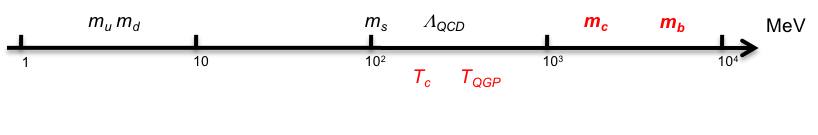 m_u m_d m_s Λ_QCD m_c m_b MeV
1 10 10² 10³ 10⁴
T_c T_QGP